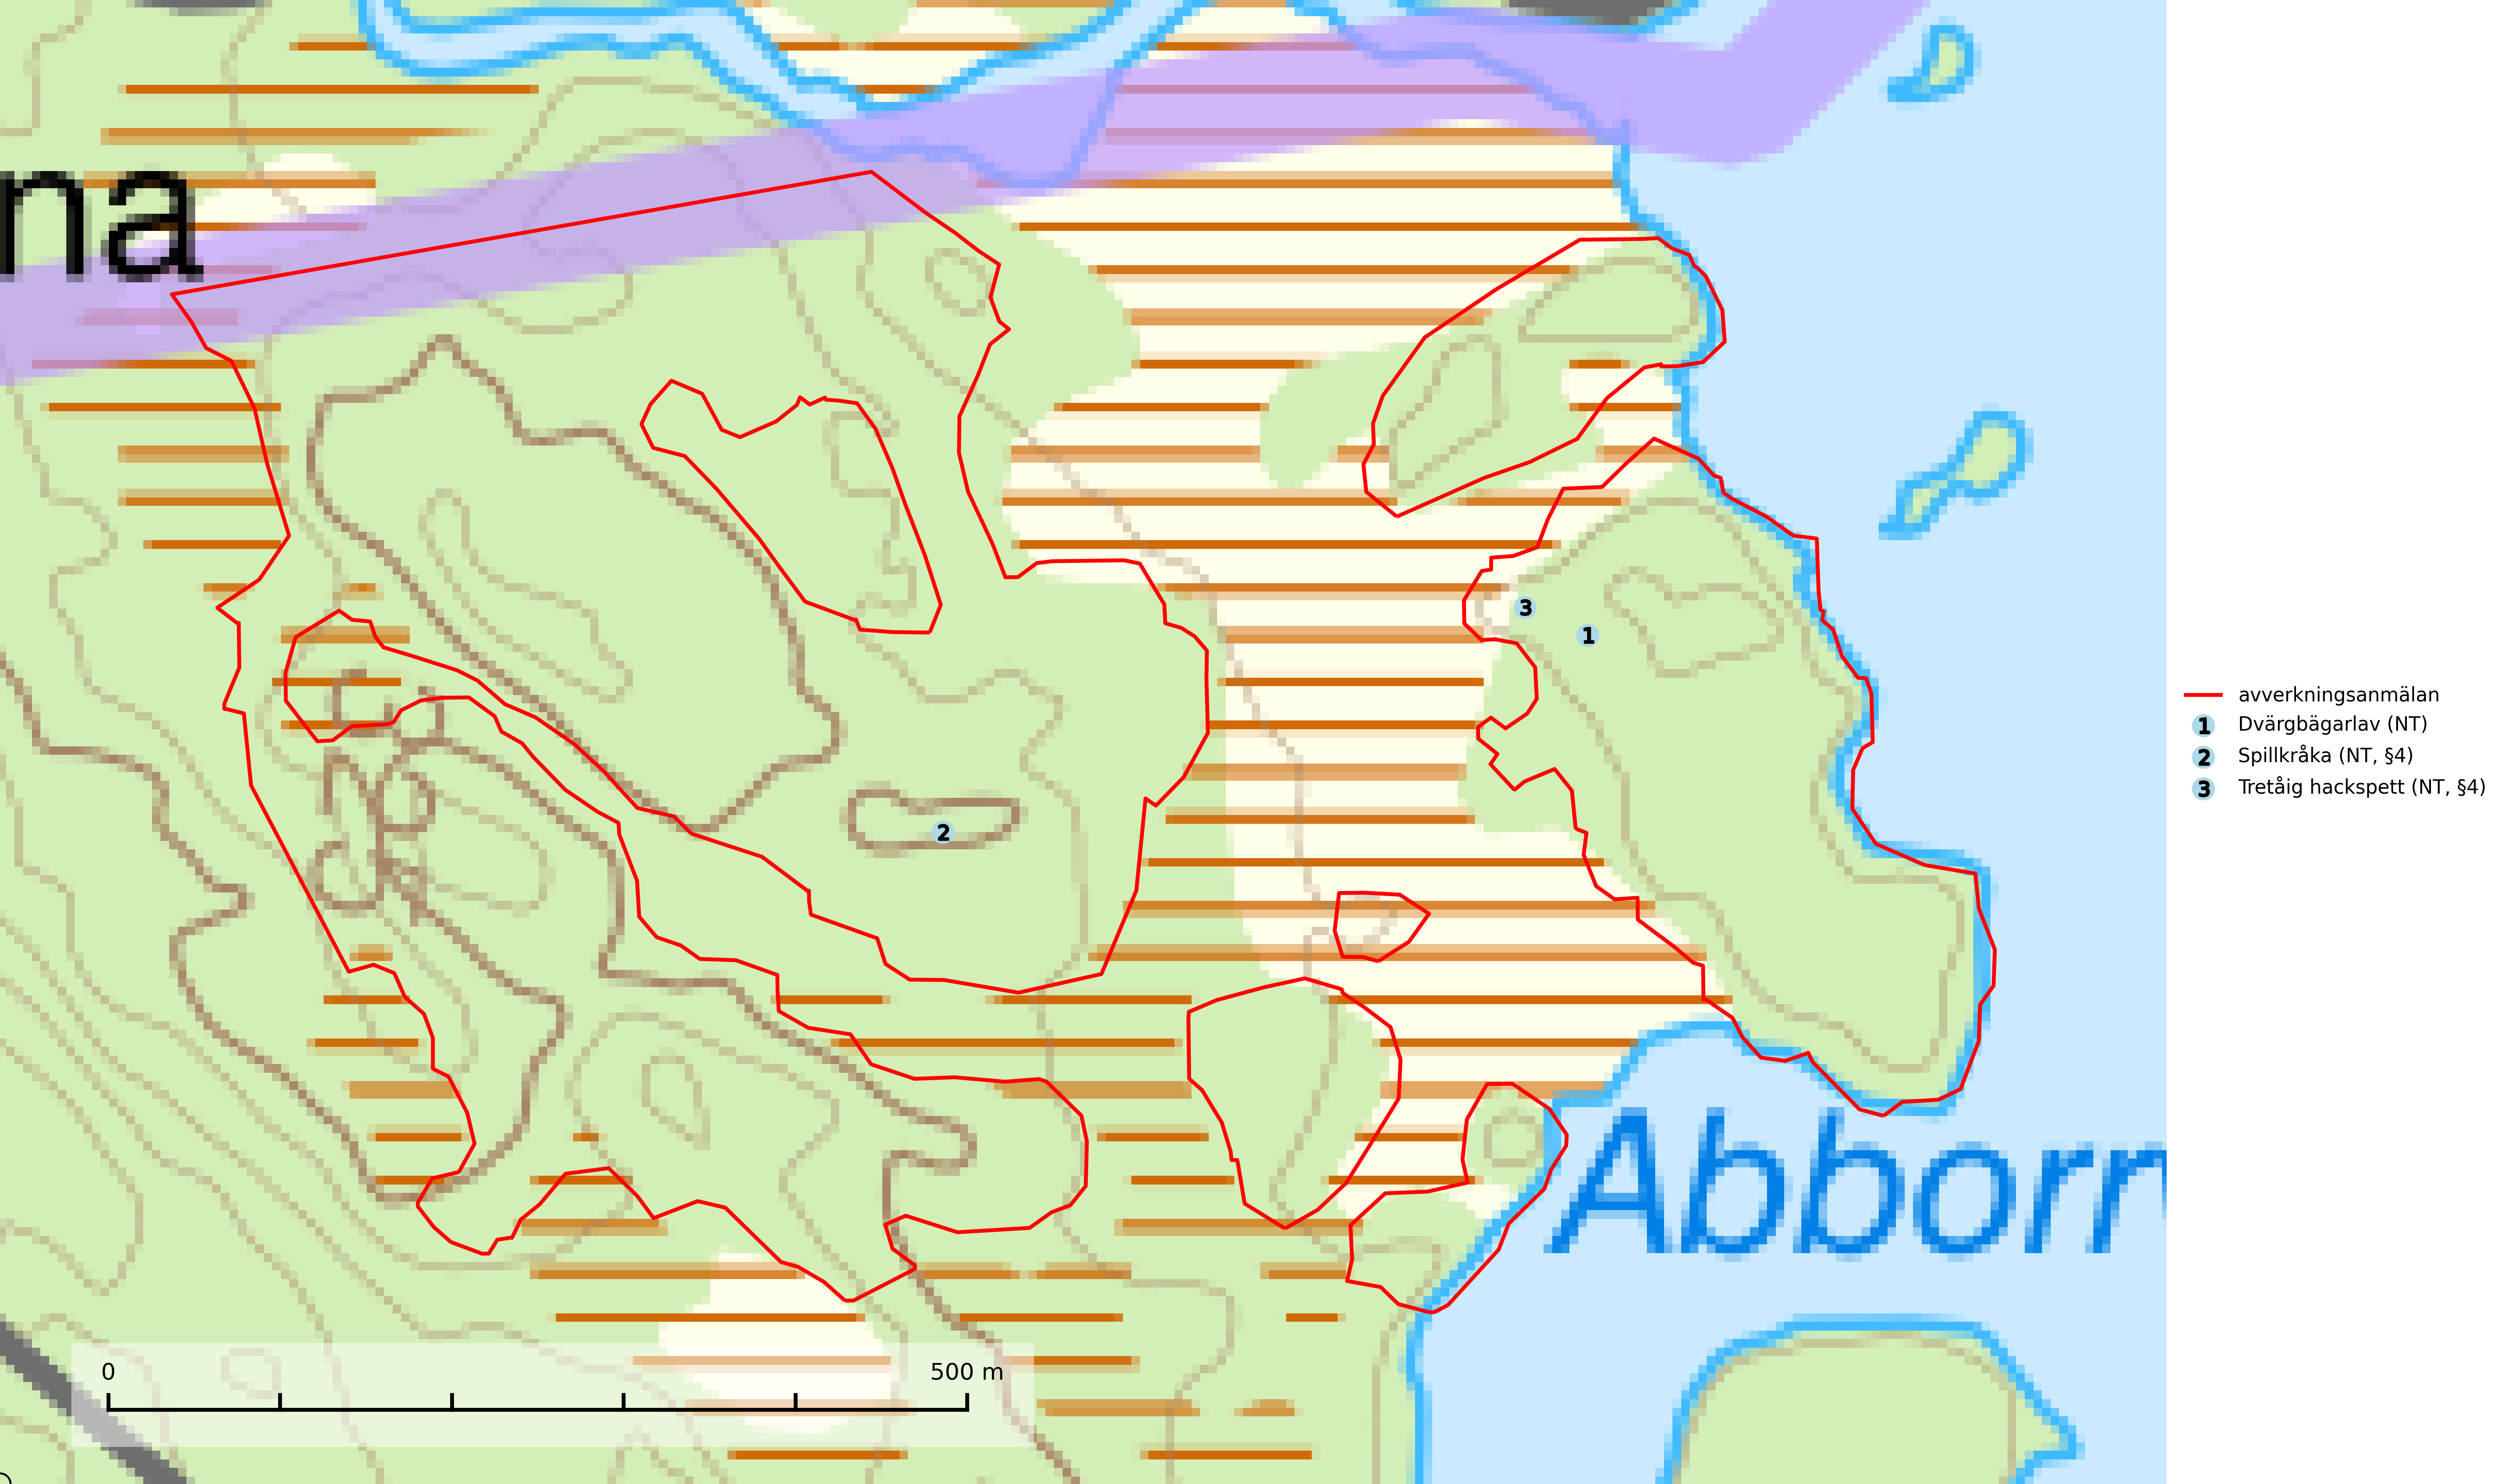 na
3
1
2
Abborr
0 500 m
avverkningsanmälan
1 Dvärgbägarlav (NT)
2 Spillkråka (NT, §4)
3 Tretåig hackspett (NT, §4)